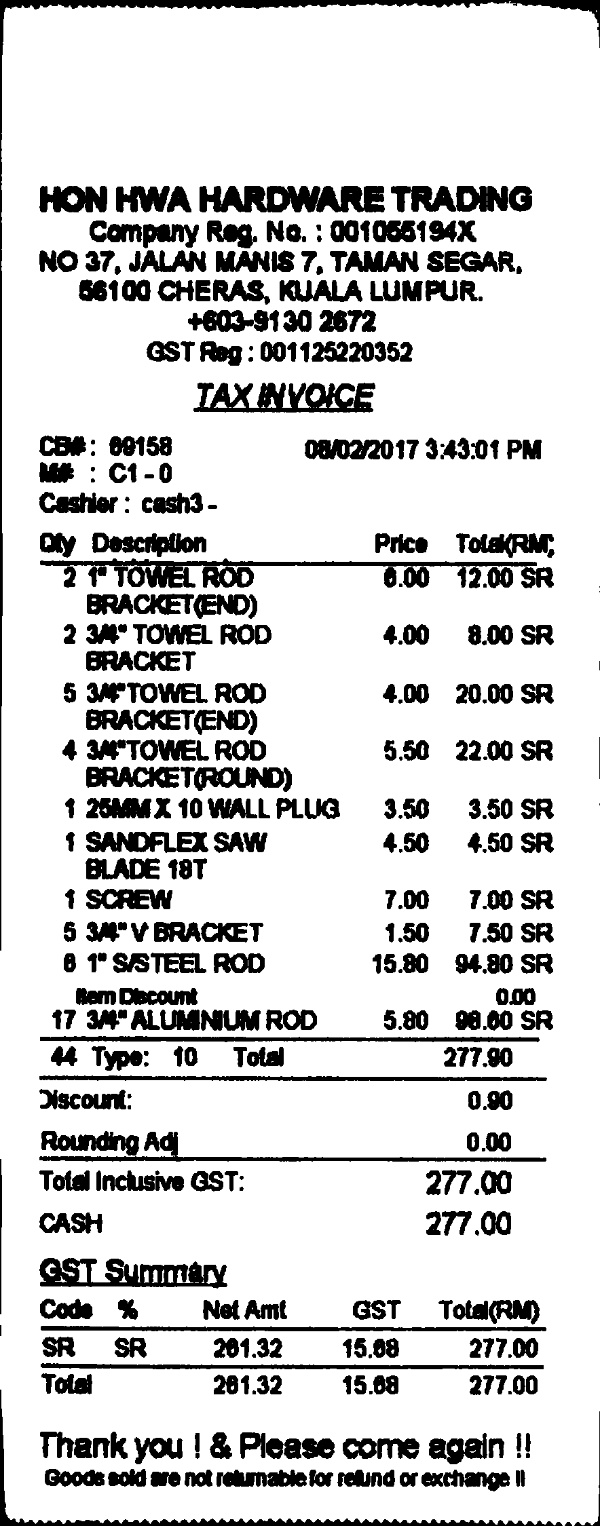 HON HWA HARDWARE TRADING
Company Reg. No. : 001055194X
NO 37, JALAN MANIS 7, TAMAN SEGAR,
56100 CHERAS, KUALA LUMPUR.
+603-9130 2672
GST Reg : 001125220352
TAX INVOICE
CB# : 69158 08/02/2017 3:43:01 PM
M# : C1 - 0
Cashier : cash3 -
Qty Description Price Total(RM)
2 1" TOWEL ROD 6.00 12.00 SR
BRACKET(END)
2 3/4" TOWEL ROD 4.00 8.00 SR
BRACKET
5 3/4"TOWEL ROD 4.00 20.00 SR
BRACKET(END)
4 3/4"TOWEL ROD 5.50 22.00 SR
BRACKET(ROUND)
1 25MM X 10 WALL PLUG 3.50 3.50 SR
1 SANDFLEX SAW 4.50 4.50 SR
BLADE 18T
1 SCREW 7.00 7.00 SR
5 3/4" V BRACKET 1.50 7.50 SR
6 1" S/STEEL ROD 15.80 94.80 SR
Item Discount 0.00
17 3/4" ALUMINIUM ROD 5.80 98.60 SR
44 Type: 10 Total 277.90
Discount: 0.90
Rounding Adj 0.00
Total Inclusive GST: 277.00
CASH 277.00
GST Summary
Code % Net Amt GST Total(RM)
SR SR 261.32 15.68 277.00
Total 261.32 15.68 277.00
Thank you ! & Please come again !!
Goods sold are not returnable for refund or exchange !!